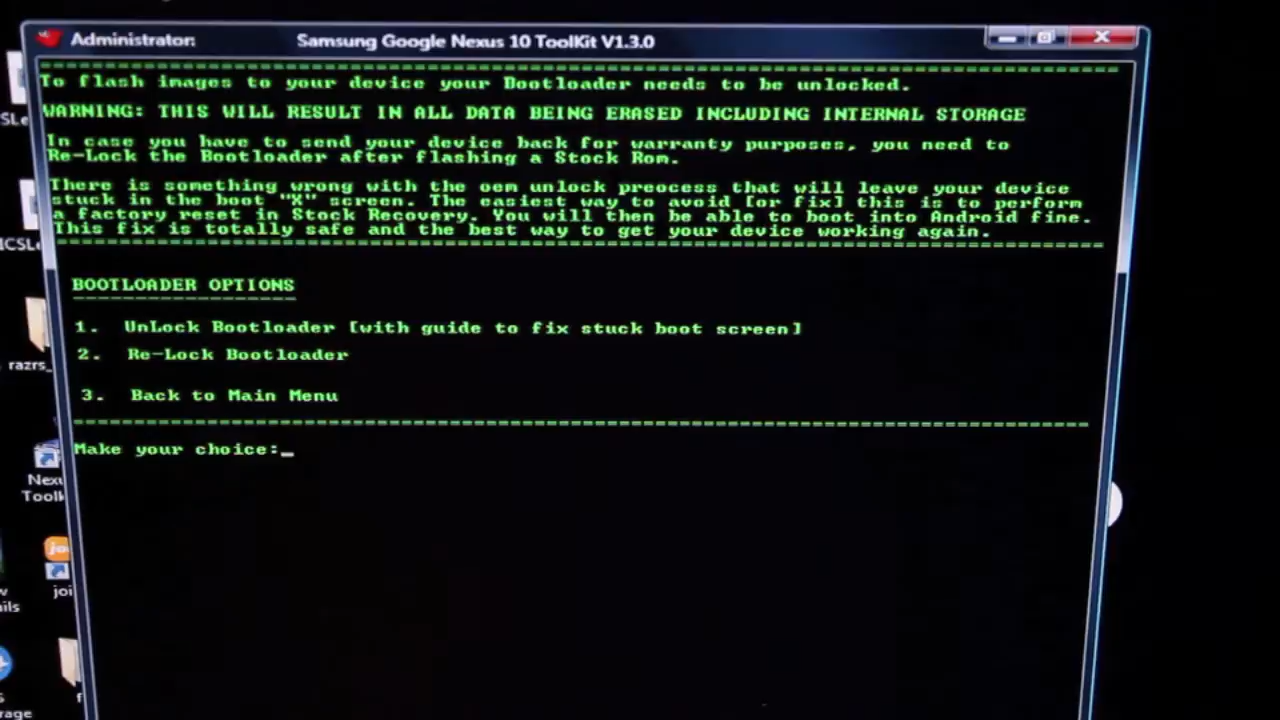 Administrator: Samsung Google Nexus 10 ToolKit V1.3.0
To flash images to your device your Bootloader needs to be unlocked.
WARNING: THIS WILL RESULT IN ALL DATA BEING ERASED INCLUDING INTERNAL STORAGE
In case you have to send your device back for warranty purposes, you need to
Re-Lock the Bootloader after flashing a Stock Rom.
There is something wrong with the oem unlock preocess that will leave your device
stuck in the boot "X" screen. The easiest way to avoid [or fix] this is to perform
a factory reset in Stock Recovery. You will then be able to boot into Android fine.
This fix is totally safe and the best way to get your device working again.
BOOTLOADER OPTIONS
1. UnLock Bootloader [with guide to fix stuck boot screen]
2. Re-Lock Bootloader
3. Back to Main Menu
Make your choice:_
razrs_
Nexu
Toolk
joi